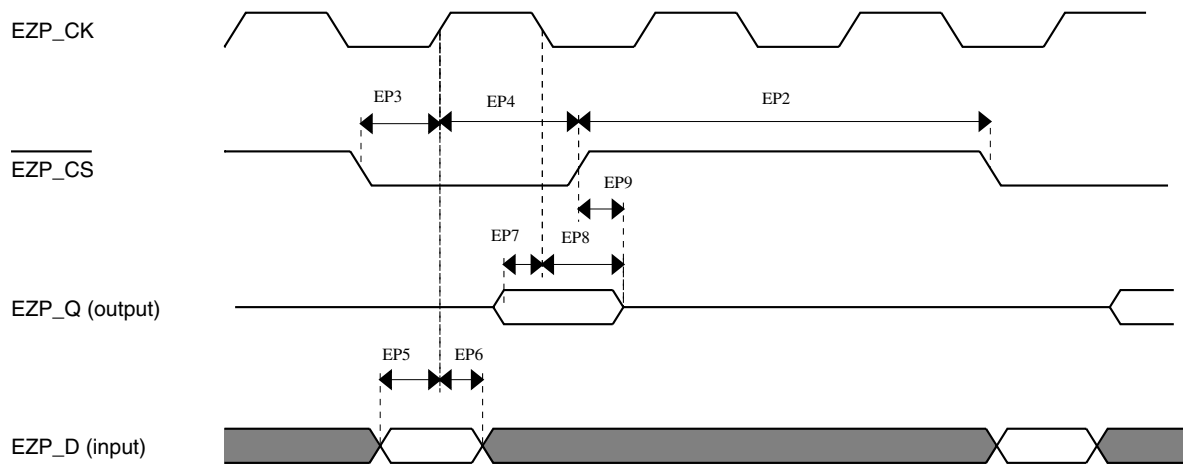 EZP_CK
EP3
EP4
EP2
EZP_CS
EP9
EP7
EP8
EZP_Q (output)
EP5
EP6
EZP_D (input)